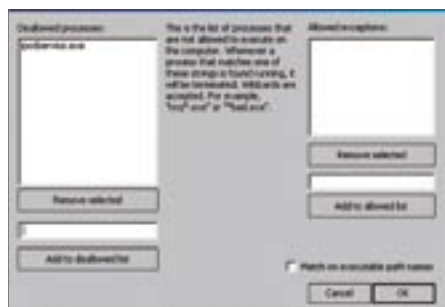 Disallowed processes:
ipodservice.exe
Remove selected
Add to disallowed list
This is the list of processes that
are not allowed to execute on
the computer. Whenever a
process that matches one of
these strings is found running, it
will be terminated. Wildcards are
accepted. For example,
Allowed exceptions:
Remove selected
Add to allowed list
Match on executable path names
Cancel
OK